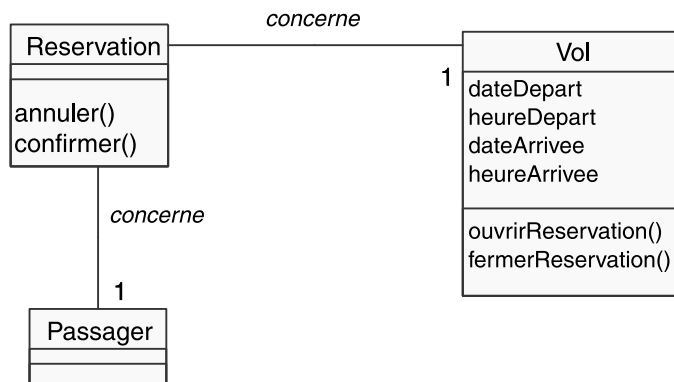 concerne
Reservation
annuler()
confirmer()
Vol
1
dateDepart
heureDepart
dateArrivee
heureArrivee
ouvrirReservation()
fermerReservation()
concerne
1
Passager